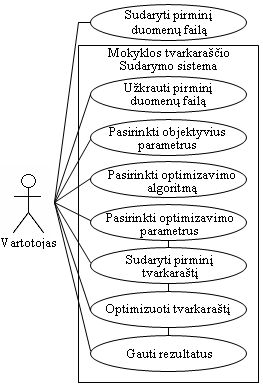 Sudaryti pirminį
duomenų failą
Mokyklos tvarkaraščio
Sudarymo sistema
Užkrauti pirminį
duomenų failą
Pasirinkti objektyvius
parametrus
Pasirinkti optimizavimo
algoritmą
Pasirinkti optimizavimo
parametrus
Sudaryti pirminį
tvarkaraštį
Optimizuoti tvarkaraštį
Gauti rezultatus
Vartotojas